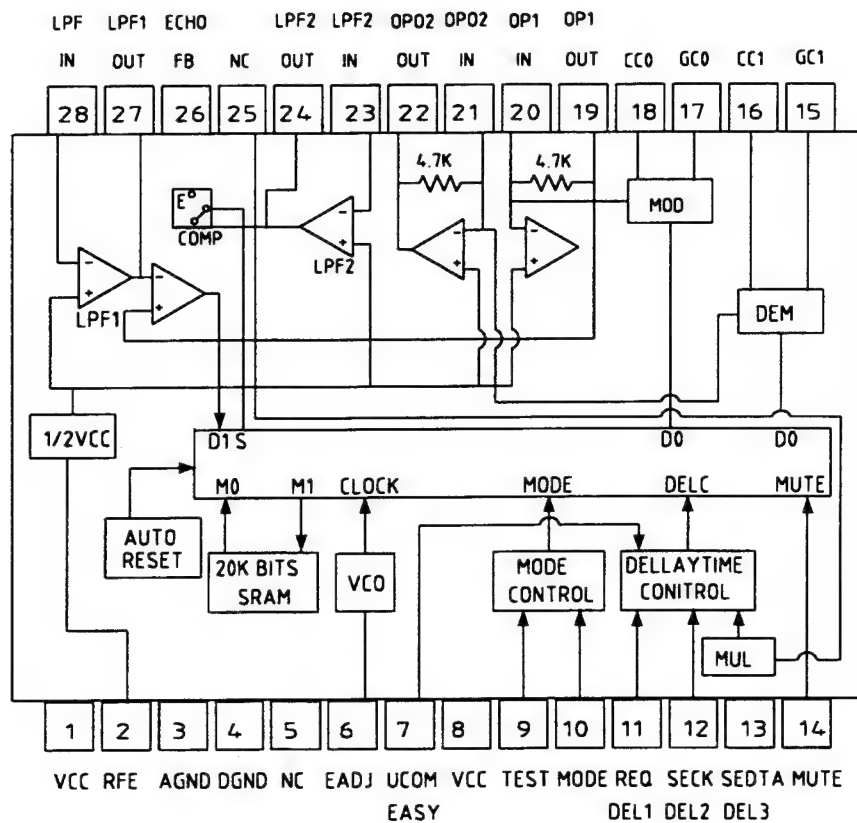 LPF LPF1 ECHO LPF2 LPF2 OPO2 OPO2 OP1 OP1
IN OUT FB NC OUT IN OUT IN IN OUT CC0 GC0 CC1 GC1
28 27 26 25 24 23 22 21 20 19 18 17 16 15
4.7K 4.7K
E
COMP
MOD
- + LPF1
- +
- + LPF2
- +
- +
DEM
1/2VCC
D1 S D0 D0
M0 M1 CLOCK MODE DELC MUTE
AUTO
RESET
20K BITS
SRAM
VCO
MODE
CONTROL
DELLAYTIME
CONITROL
MUL
1 2 3 4 5 6 7 8 9 10 11 12 13 14
VCC RFE AGND DGND NC EADJ UCOM VCC TEST MODE REQ SECK SEDTA MUTE
EASY DEL1 DEL2 DEL3